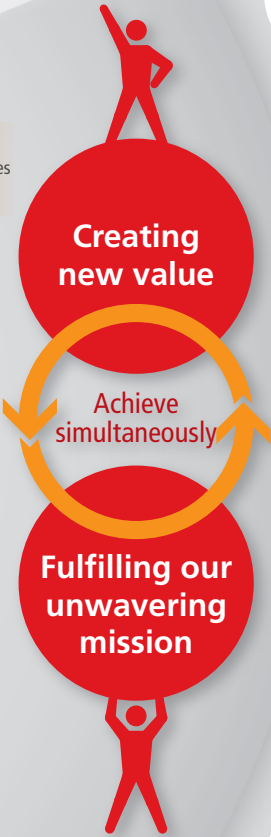 Creating
new value
Achieve
simultaneously
Fulfilling our
unwavering
mission